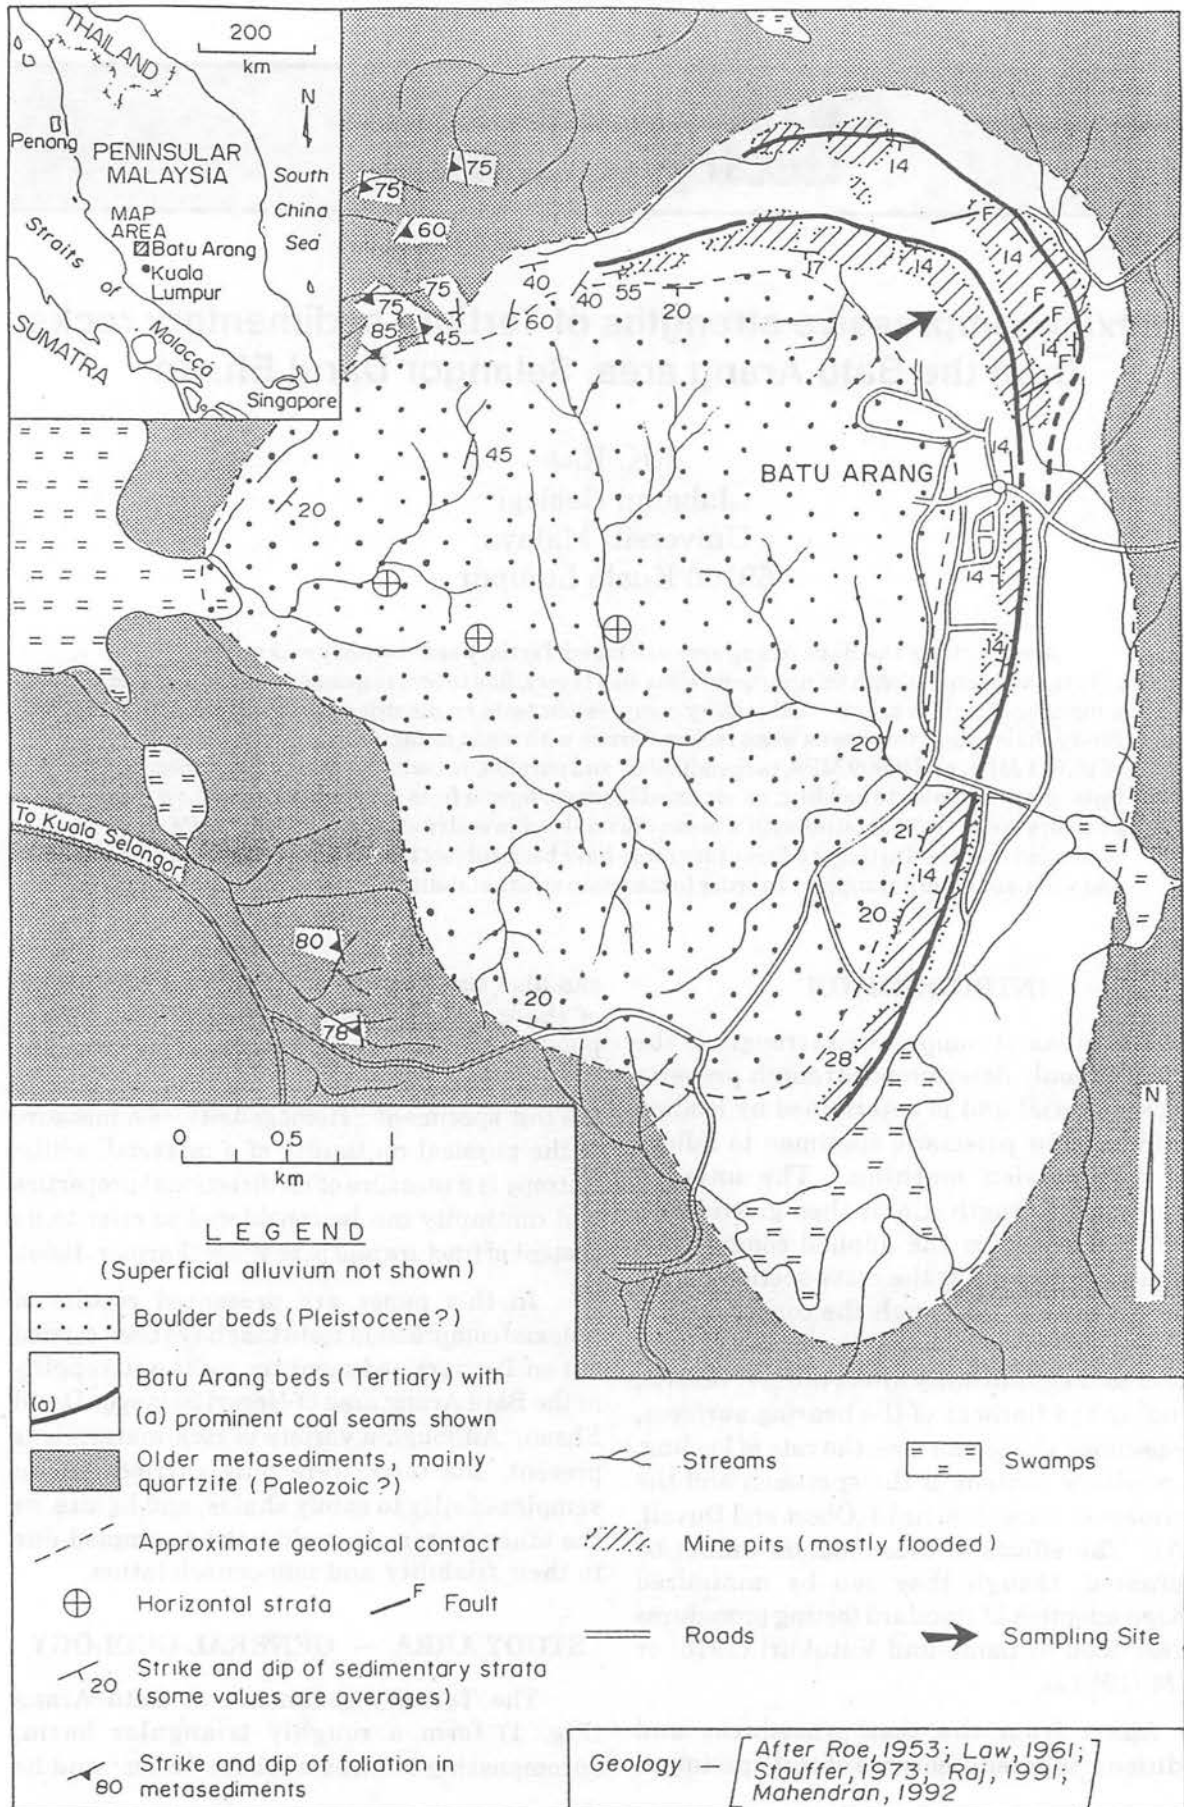 THAILAND
200
km
N
Penang
PENINSULAR
MALAYSIA
South
China
Sea
MAP
AREA
Batu Arang
Kuala
Lumpur
Straits of Malacca
SUMATRA
Singapore
75
75
60
75
75
85
45
14
F
14
14
17
40
40
55
20
60
F
F
14
F
45
20
BATU ARANG
14
14
14
20
21
14
20
To Kuala Selangor
80
78
20
28
N
0 0.5 1
km
LEGEND
(Superficial alluvium not shown)
Boulder beds (Pleistocene?)
(a)
Batu Arang beds (Tertiary) with
(a) prominent coal seams shown
Older metasediments, mainly
quartzite (Paleozoic ?)
Approximate geological contact
Horizontal strata
F Fault
20
Strike and dip of sedimentary strata
(some values are averages)
80
Strike and dip of foliation in
metasediments
Streams
Swamps
Mine pits (mostly flooded)
Roads
Sampling Site
Geology - After Roe, 1953; Law, 1961;
Stauffer, 1973; Raj, 1991;
Mahendran, 1992